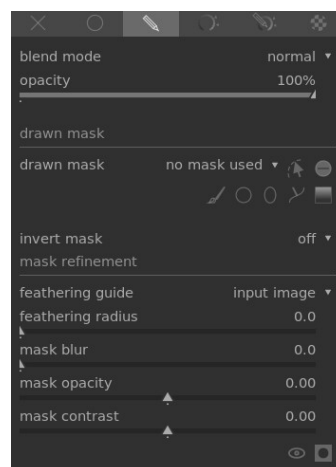 blend mode normal
opacity 100%
drawn mask
drawn mask no mask used
invert mask off
mask refinement
feathering guide input image
feathering radius 0.0
mask blur 0.0
mask opacity 0.00
mask contrast 0.00